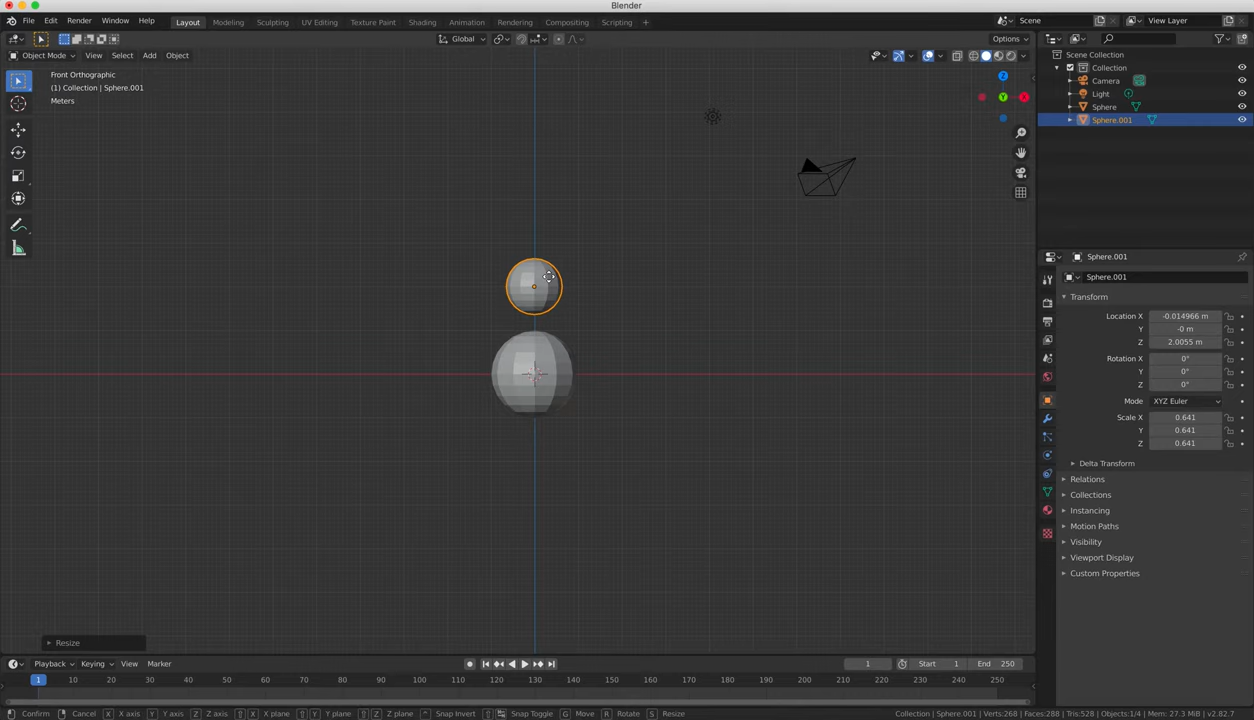 Blender
File Edit Render Window Help Layout Modeling Sculpting UV Editing Texture Paint Shading Animation Rendering Compositing Scripting + Scene View Layer
Global Options
Object Mode View Select Add Object
Front Orthographic
(1) Collection | Sphere.001
Meters
Scene Collection
Collection
Camera
Light
Sphere
Sphere.001
Z
Y
X
Sphere.001
Sphere.001
Transform
Location X -0.014966 m
Y -0 m
Z 2.0055 m
Rotation X 0°
Y 0°
Z 0°
Mode XYZ Euler
Scale X 0.641
Y 0.641
Z 0.641
Delta Transform
Relations
Collections
Instancing
Motion Paths
Visibility
Viewport Display
Custom Properties
Resize
Playback Keying View Marker 1 Start 1 End 250
1 10 20 30 40 50 60 70 80 90 100 110 120 130 140 150 160 170 180 190 200 210 220 230 240 250
Confirm Cancel X X axis Y Y axis Z Z axis X X plane Y Y plane Z Z plane Snap Invert Snap Toggle G Move R Rotate S Resize Collection | Sphere.001 | Verts:268 | Faces:288 | Tris:528 | Objects:1/4 | Mem: 27.3 MiB | v2.82.7